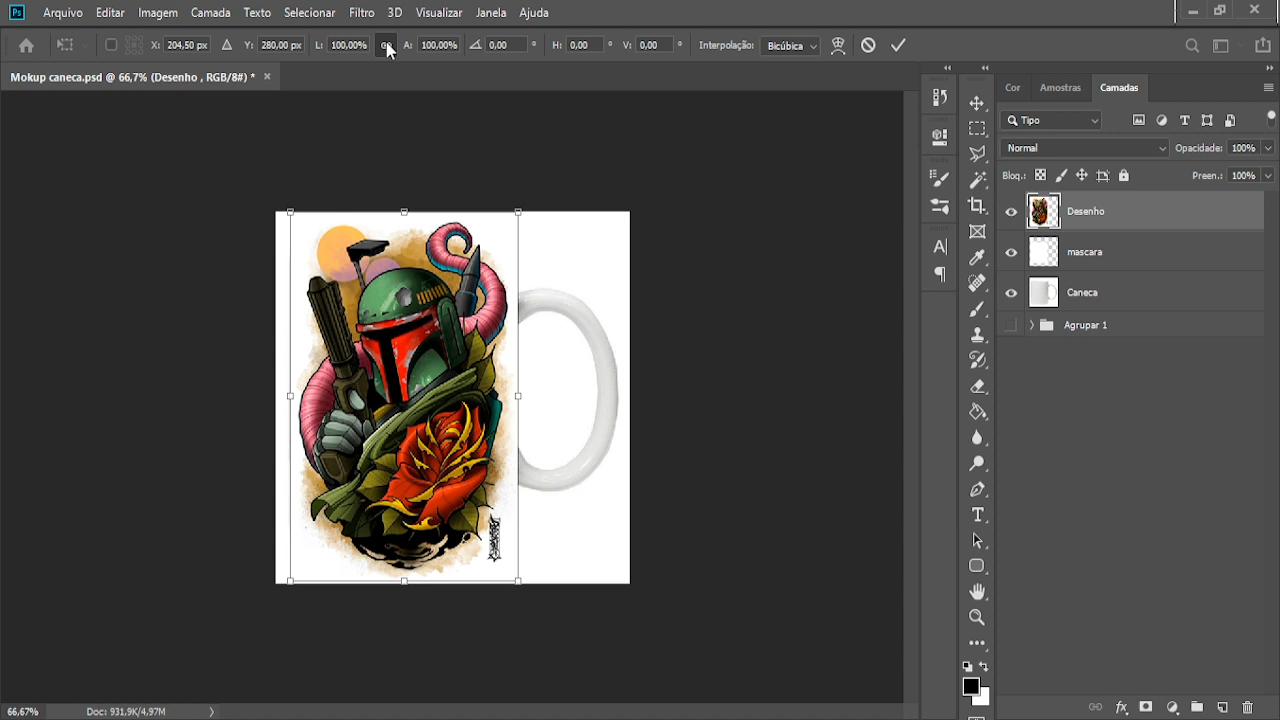 Ps Arquivo Editar Imagem Camada Texto Selecionar Filtro 3D Visualizar Janela Ajuda
X: 204,50 px Y: 280,00 px L: 100,00% A: 100,00% 0,00 ° H: 0,00 ° V: 0,00 ° Interpolação: Bicúbica
Mokup caneca.psd @ 66,7% (Desenho , RGB/8#) * ×
Cor Amostras Camadas
Tipo
Normal Opacidade: 100%
Bloq.: Preen.: 100%
Desenho
mascara
Caneca
Agrupar 1
66,67% Doc: 931,9K/4,97M